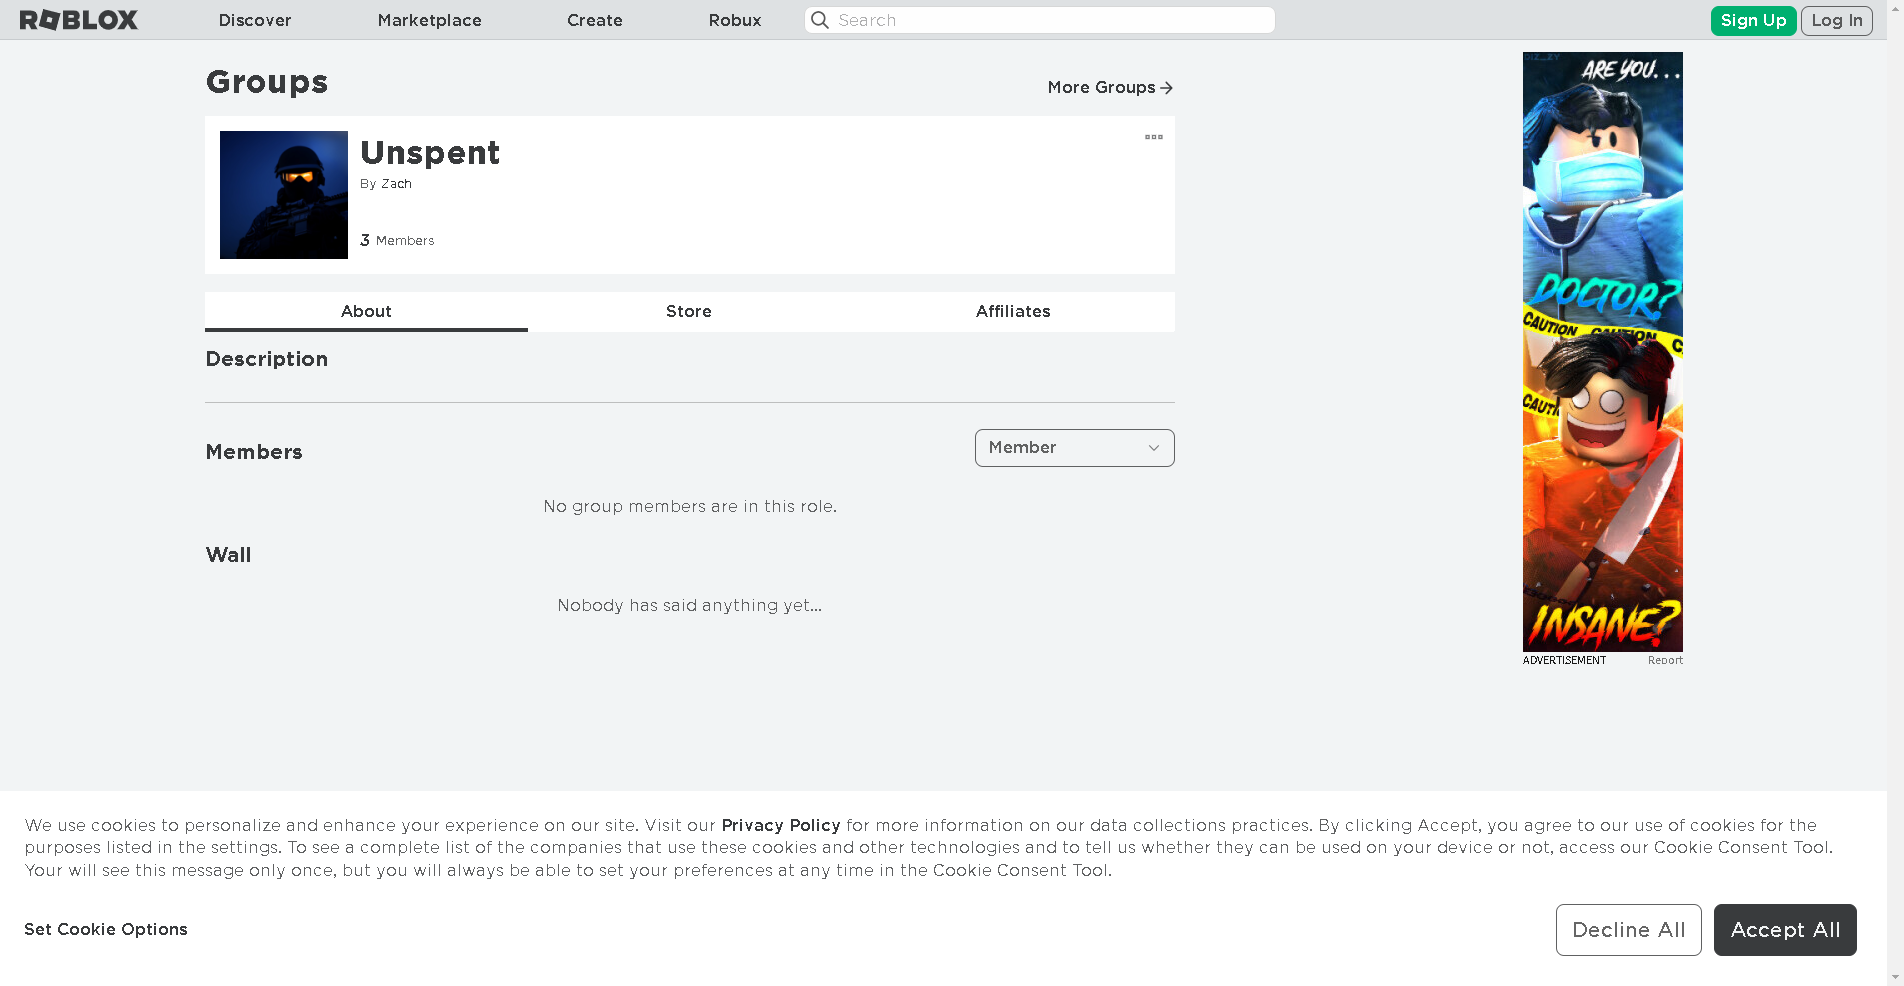 ROBLOX
Discover
Marketplace
Create
Robux
Search
Sign Up
Log In
Groups
More Groups
Unspent
By Zach
3 Members
About
Store
Affiliates
Description
Members
Member
No group members are in this role.
Wall
Nobody has said anything yet...
DIZ_ZY
ARE YOU...
DOCTOR?
CAUTION CAUTION C
CAUTI
INSANE?
ADVERTISEMENT
Report
We use cookies to personalize and enhance your experience on our site. Visit our Privacy Policy for more information on our data collections practices. By clicking Accept, you agree to our use of cookies for the
purposes listed in the settings. To see a complete list of the companies that use these cookies and other technologies and to tell us whether they can be used on your device or not, access our Cookie Consent Tool.
Your will see this message only once, but you will always be able to set your preferences at any time in the Cookie Consent Tool.
Set Cookie Options
Decline All
Accept All